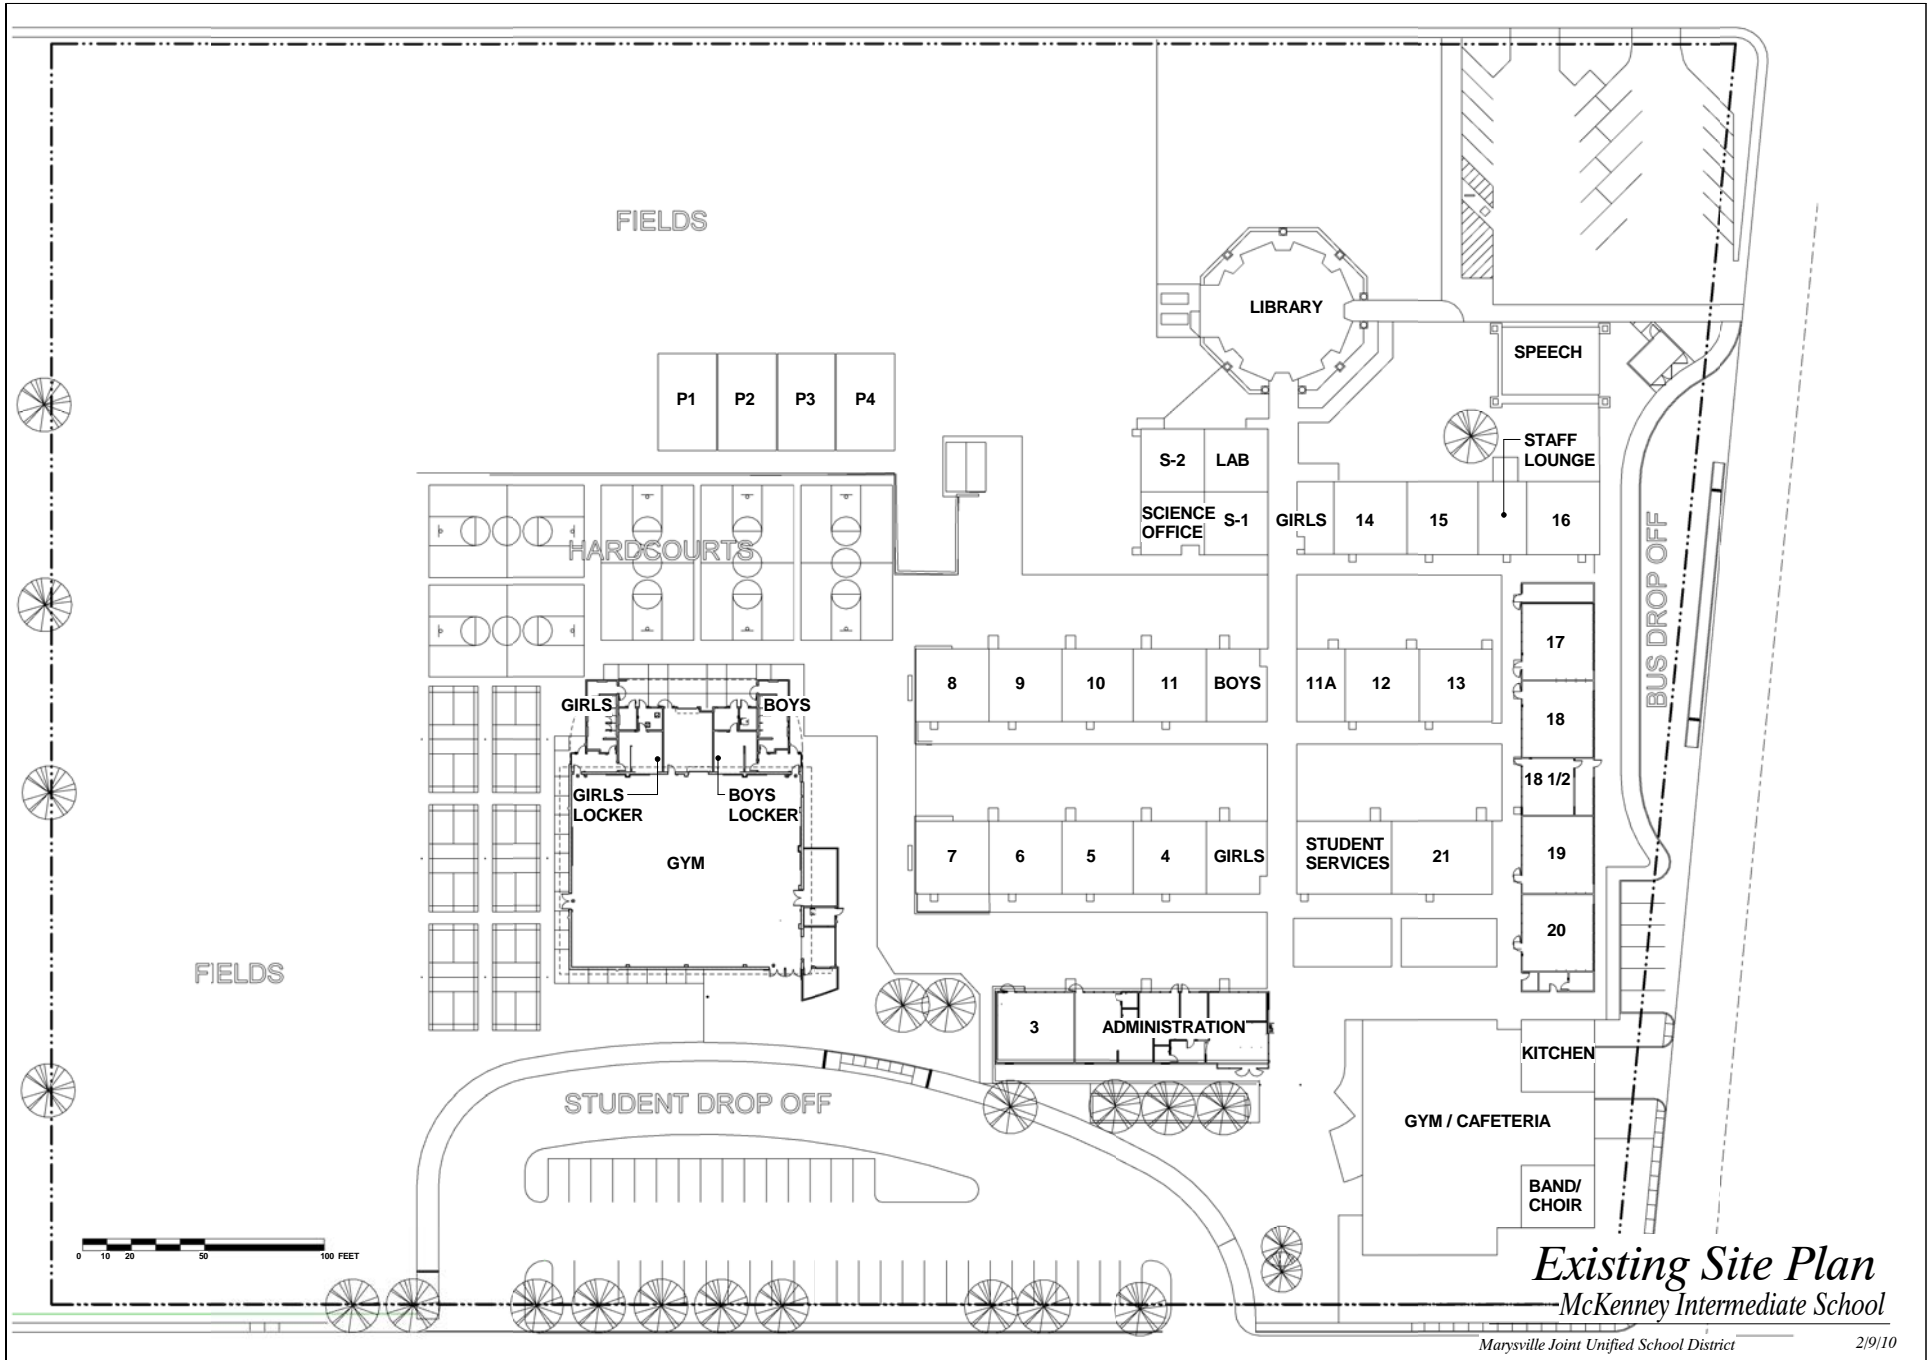 FIELDS
LIBRARY
SPEECH
P1 P2 P3 P4
STAFF
LOUNGE
S-2 LAB
SCIENCE
OFFICE
S-1
GIRLS 14 15 16
HARDCOURTS
BUS DROP OFF
17
8 9 10 11 BOYS 11A 12 13
GIRLS BOYS
18
18 1/2
GIRLS
LOCKER
BOYS
LOCKER
GYM
7 6 5 4 GIRLS
STUDENT
SERVICES
21
19
20
FIELDS
3 ADMINISTRATION
KITCHEN
STUDENT DROP OFF
GYM / CAFETERIA
BAND/
CHOIR
0 10 20 50 100 FEET
Existing Site Plan
McKenney Intermediate School
Marysville Joint Unified School District 2/9/10